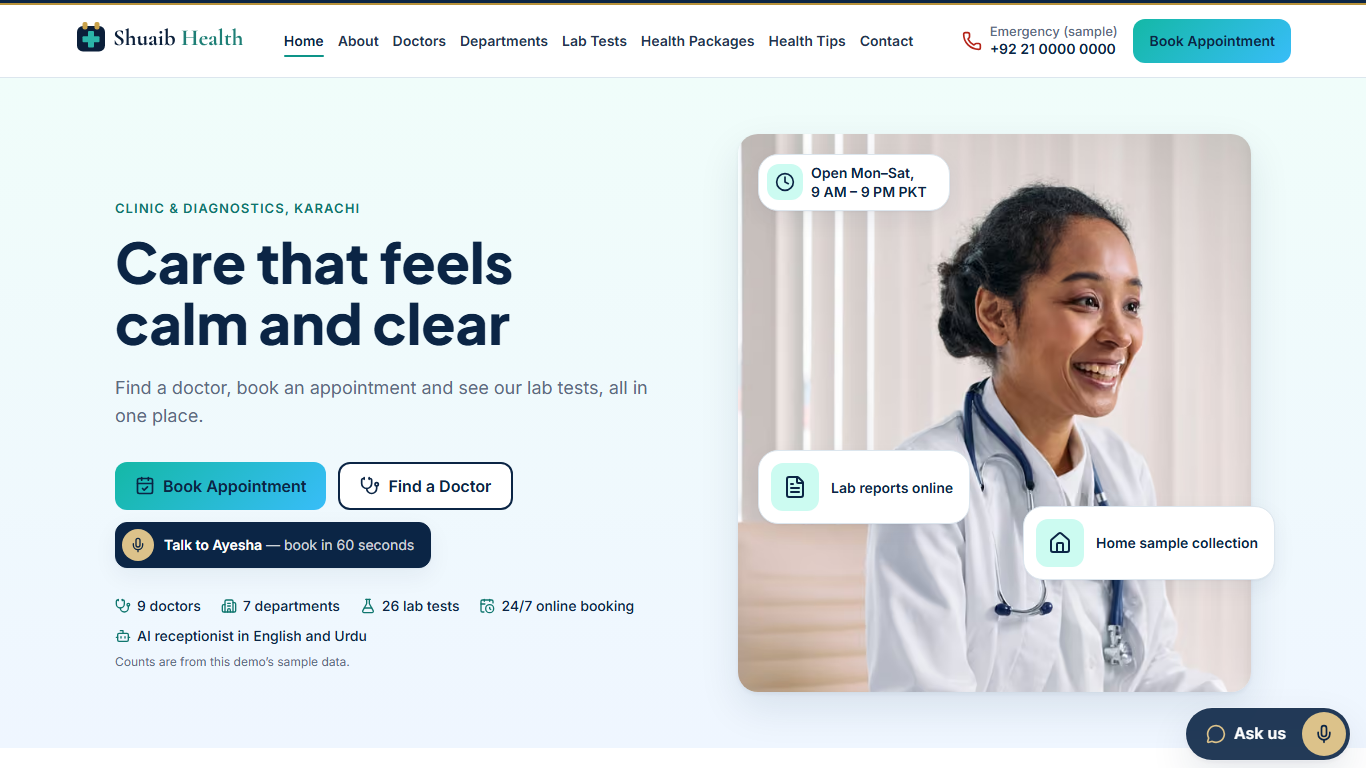 Shuaib Health
Home About Doctors Departments Lab Tests Health Packages Health Tips Contact
Emergency (sample)
+92 21 0000 0000
Book Appointment
Open Mon–Sat,
9 AM – 9 PM PKT
CLINIC & DIAGNOSTICS, KARACHI
Care that feels
calm and clear
Find a doctor, book an appointment and see our lab tests, all in
one place.
Book Appointment
Find a Doctor
Lab reports online
Talk to Ayesha — book in 60 seconds
Home sample collection
9 doctors 7 departments 26 lab tests 24/7 online booking
AI receptionist in English and Urdu
Counts are from this demo’s sample data.
Ask us